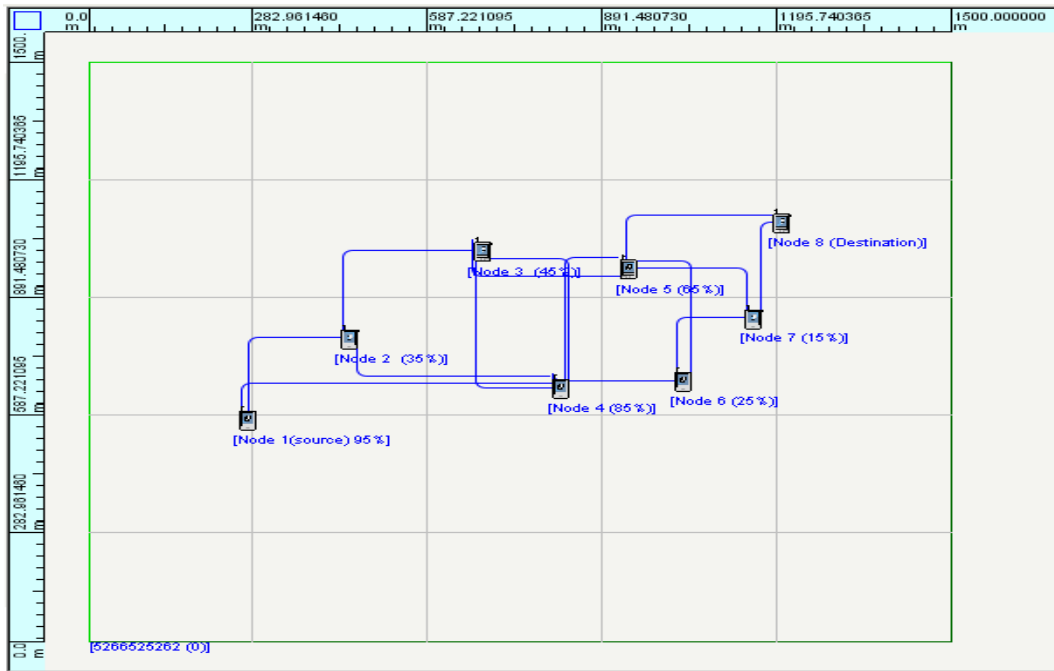 0.0 282.961460 587.221095 891.480730 1195.740365 1500.000000
m m m m m m
1500.
m
1195.740365
m
89.480730
m
587.221095
m
282.961460
m
0.0
m
[Node 8 (Destination)]
[Node 3 (45%)]
[Node 5 (65%)]
[Node 7 (15%)]
[Node 2 (35%)]
[Node 6 (25%)]
[Node 4 (85%)]
[Node 1(source) 95%]
[5266525262 (0)]